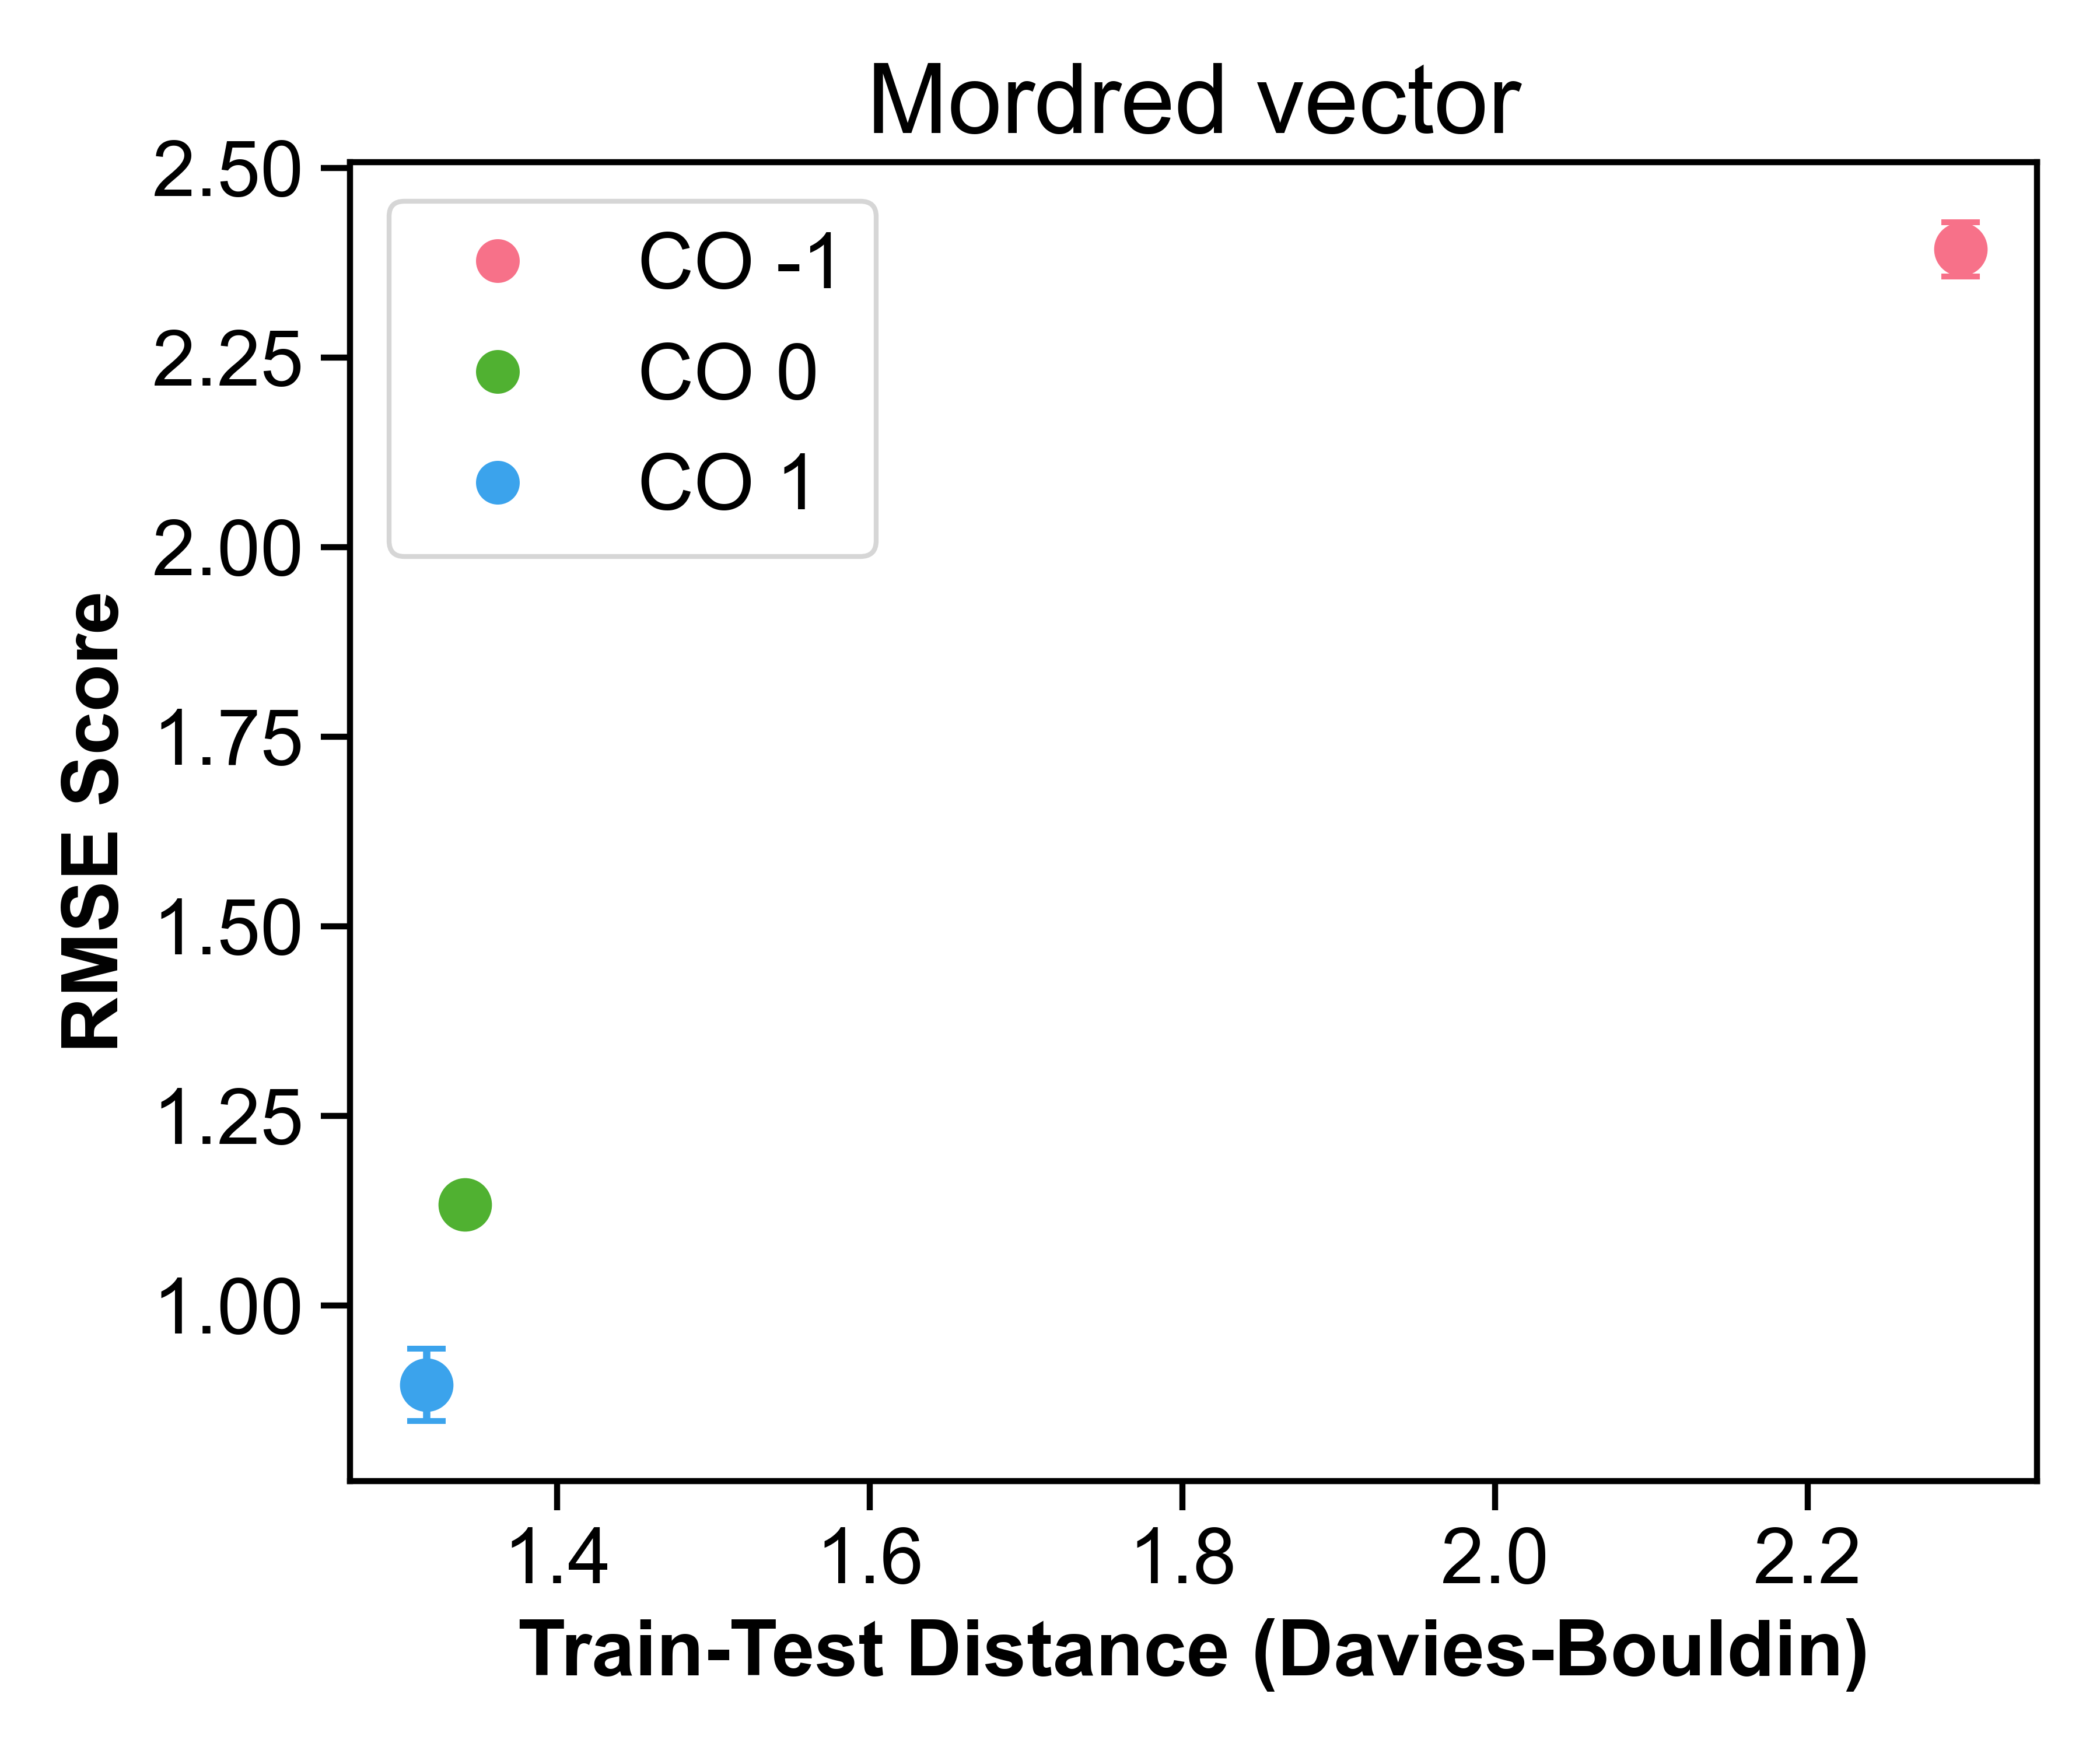 Mordred vector
2.50
2.25
2.00
1.75
1.50
1.25
1.00
RMSE Score
CO -1
CO 0
CO 1
1.4 1.6 1.8 2.0 2.2
Train-Test Distance (Davies-Bouldin)